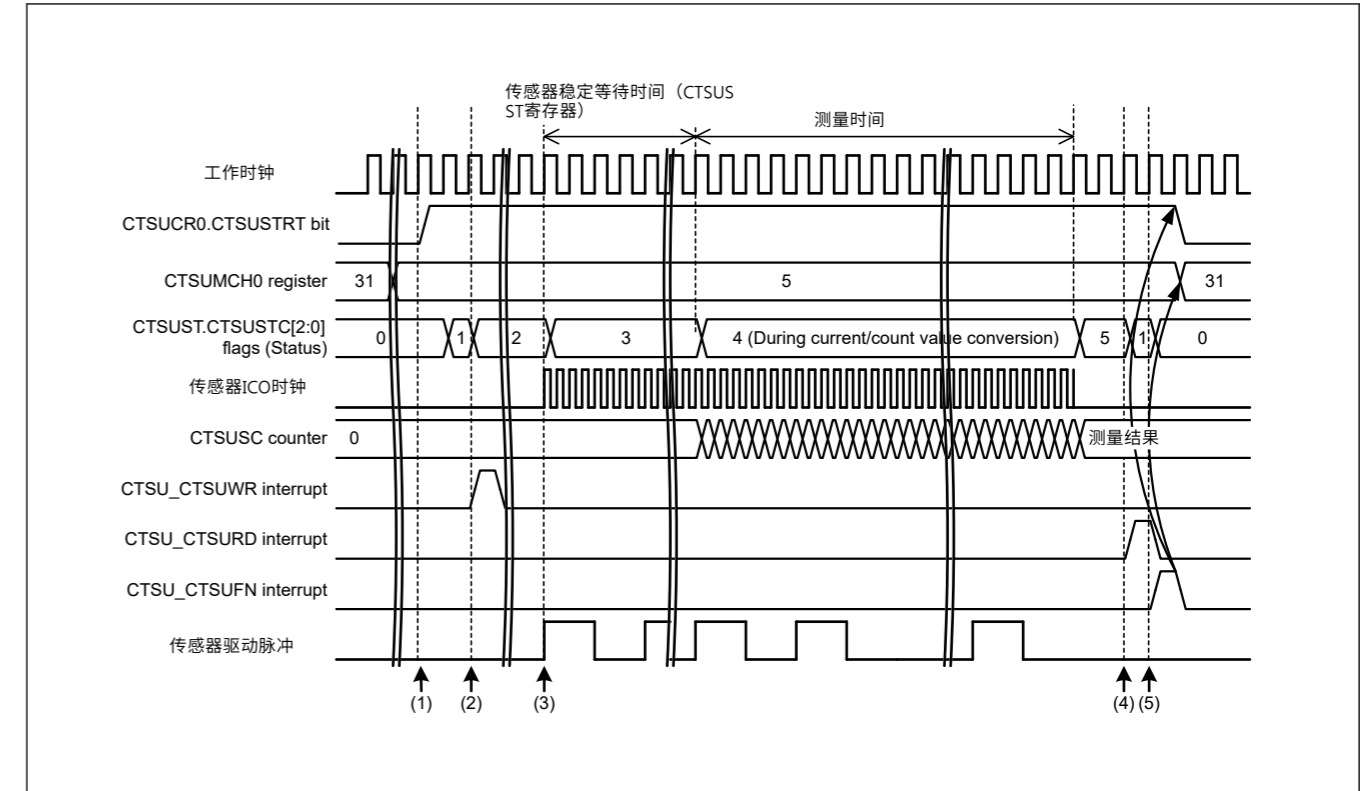 传感器稳定等待时间（CTSUS
ST寄存器）
测量时间
工作时钟
CTSUCR0.CTSUSTRT bit
CTSUMCH0 register 31 5 31
CTSUST.CTSUSTC[2:0]
flags (Status)
0 1 2 3 4 (During current/count value conversion) 5 1 0
传感器ICO时钟
CTSUSC counter 0 测量结果
CTSU_CTSUWR interrupt
CTSU_CTSURD interrupt
CTSU_CTSUFN interrupt
传感器驱动脉冲
(1) (2) (3) (4) (5)